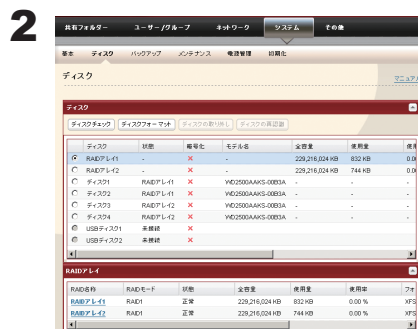 2
共有フォルダー ユーザー/グループ ネットワーク システム その他
基本 ディスク バックアップ メンテナンス 電源管理 初期化
ディスク
マニュア
ディスク
ディスクチェック ディスクフォーマット ディスクの取り外し ディスクの再認識
ディスク 状態 暗号化 モデル名 全容量 使用量 使
RAIDアレイ1 - × - 229,216,024 KB 832 KB 0.0
RAIDアレイ2 - × - 229,216,024 KB 744 KB 0.0
ディスク1 RAIDアレイ1 × WD2500AAKS-00B3A - - -
ディスク2 RAIDアレイ1 × WD2500AAKS-00B3A - - -
ディスク3 RAIDアレイ2 × WD2500AAKS-00B3A - - -
ディスク4 RAIDアレイ2 × WD2500AAKS-00B3A - - -
USBディスク1 未接続 ×
USBディスク2 未接続 ×
RAIDアレイ
RAID名称 RAIDモード 状態 全容量 使用量 使用率 フォ
RAIDアレイ1 RAID1 正常 229,216,024 KB 832 KB 0.00 % XFS
RAIDアレイ2 RAID1 正常 229,216,024 KB 744 KB 0.00 % XFS